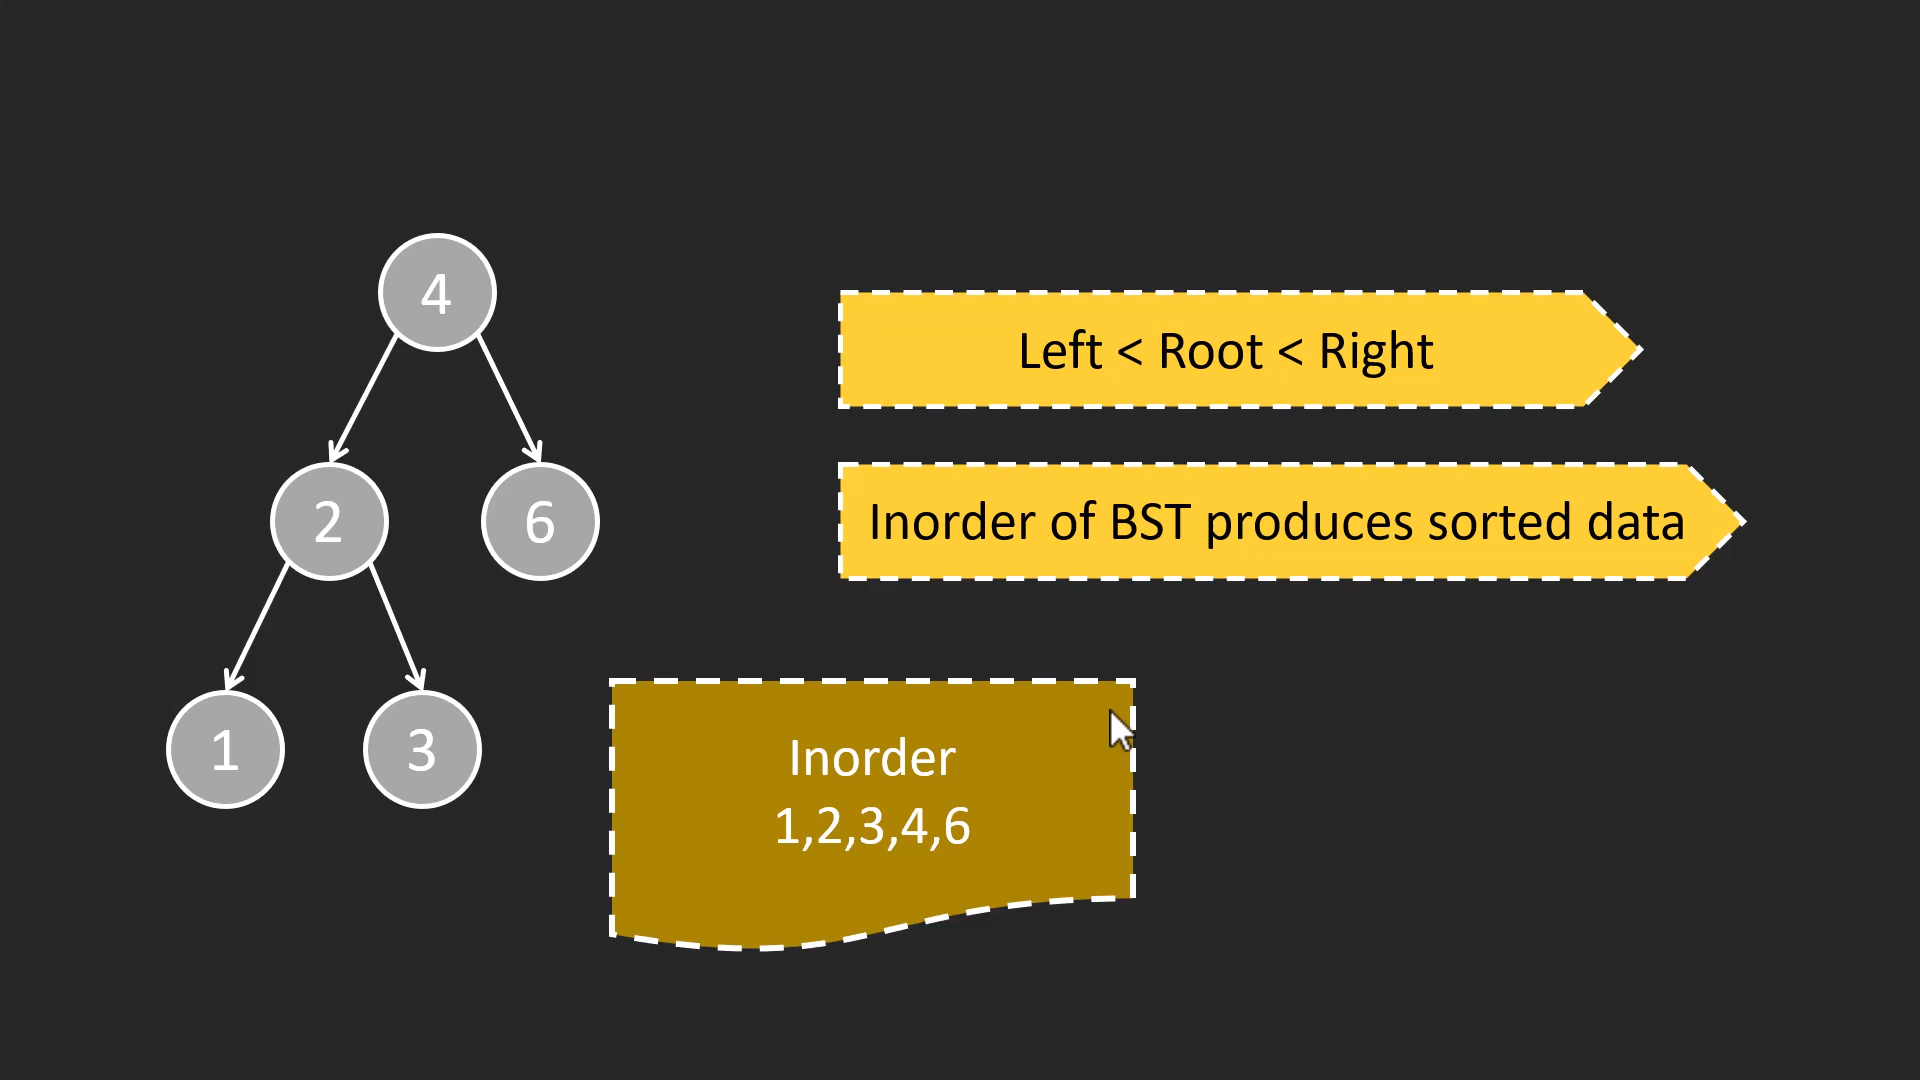 4
2
6
1
3
Left < Root < Right
Inorder of BST produces sorted data
Inorder
1,2,3,4,6